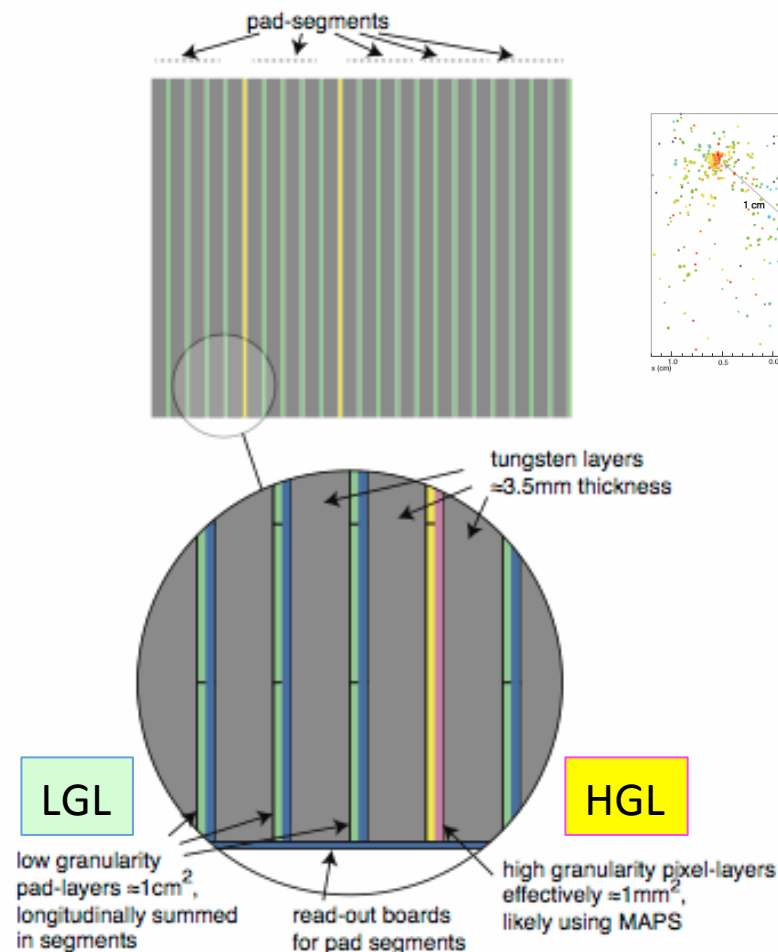 pad-segments
1 cm
1.0
0.5
0.0
x (cm)
tungsten layers
≈3.5mm thickness
LGL
HGL
low granularity
pad-layers ≈1cm²,
longitudinally summed
in segments
read-out boards
for pad segments
high granularity pixel-layers
effectively ≈1mm²,
likely using MAPS